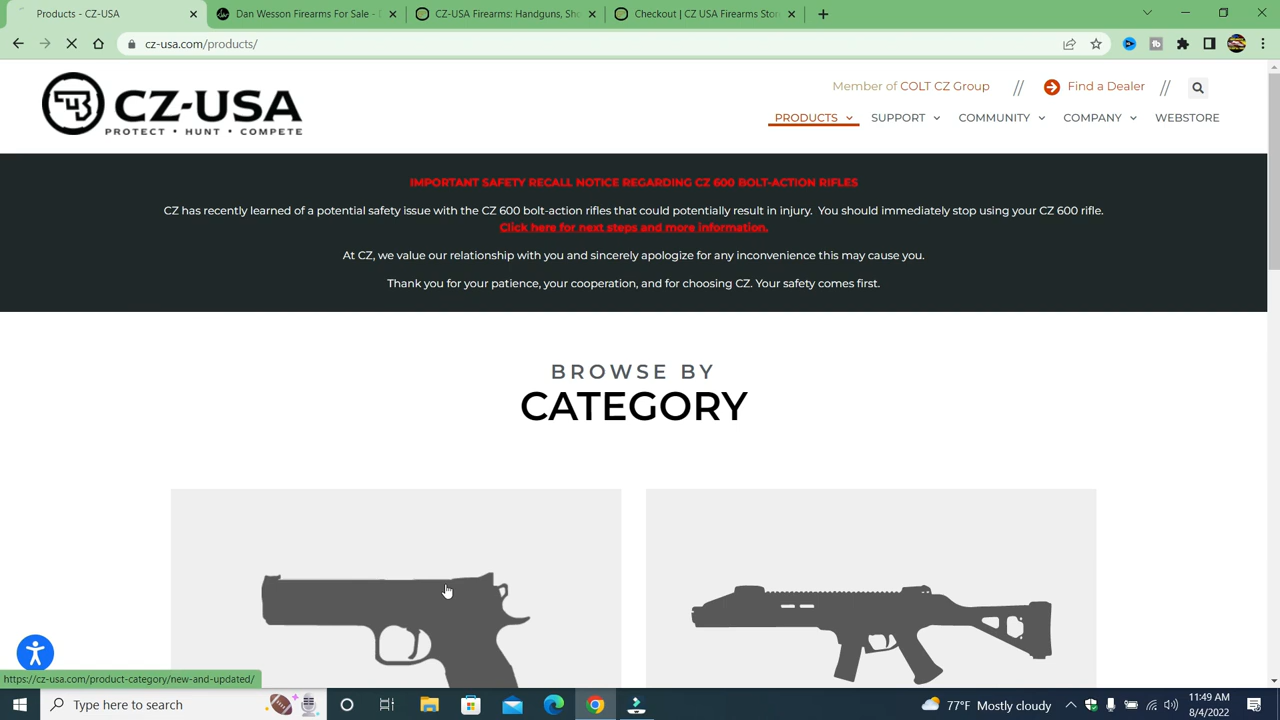 Products
Dan Wesson Firearms For Sale - D
CZ-USA Firearms: Handguns, Sho
Checkout | CZ USA Firearms Stor
cz-usa.com/products/
CZ-USA
PROTECT • HUNT • COMPETE
Member of COLT CZ Group // Find a Dealer //
PRODUCTS SUPPORT COMMUNITY COMPANY WEBSTORE
IMPORTANT SAFETY RECALL NOTICE REGARDING CZ 600 BOLT-ACTION RIFLES
CZ has recently learned of a potential safety issue with the CZ 600 bolt-action rifles that could potentially result in injury. You should immediately stop using your CZ 600 rifle.
Click here for next steps and more information.
At CZ, we value our relationship with you and sincerely apologize for any inconvenience this may cause you.
Thank you for your patience, your cooperation, and for choosing CZ. Your safety comes first.
BROWSE BY
CATEGORY
https://cz-usa.com/product-category/new-and-updated/
Type here to search
77°F Mostly cloudy
11:49 AM
8/4/2022